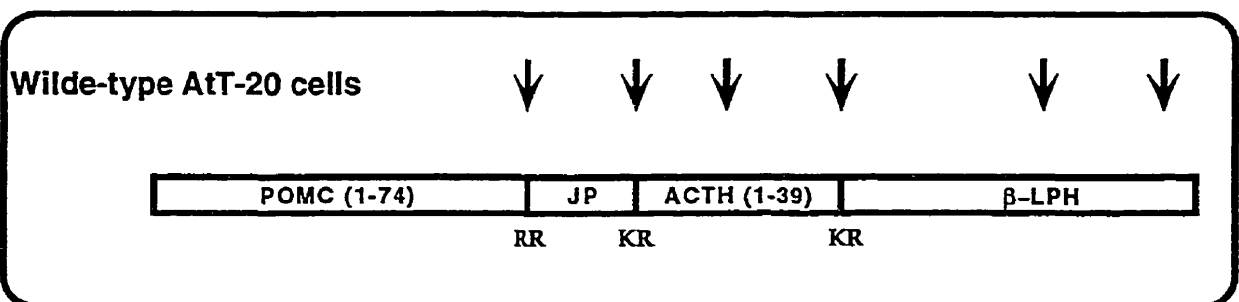 Wilde-type AtT-20 cells
POMC (1-74) JP ACTH (1-39) β-LPH
RR KR KR